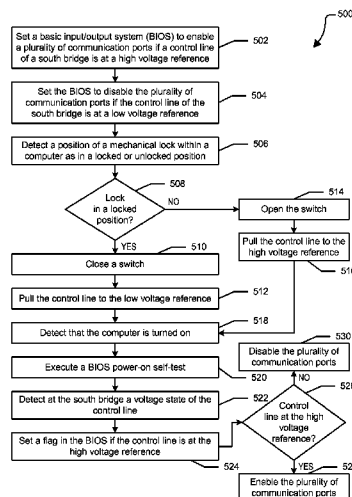 500
Set a basic input/output system (BIOS) to enable
a plurality of communication ports if a control line
of a south bridge is at a high voltage reference
502
Set the BIOS to disable the plurality of
communication ports if the control line of the
south bridge is at a low voltage reference
504
Detect a position of a mechanical lock within a
computer as in a locked or unlocked position
506
Lock
in a locked
position?
508
NO
YES
514
Open the switch
Pull the control line to the
high voltage reference
510
Close a switch
Pull the control line to the low voltage reference
512
518
Detect that the computer is turned on
Execute a BIOS power-on self-test
520
Detect at the south bridge a voltage state of the
control line
522
Set a flag in the BIOS if the control line is at the
high voltage reference
524
530
Disable the plurality of
communication ports
NO
Control
line at the high
voltage
reference?
YES
Enable the plurality of
communication ports